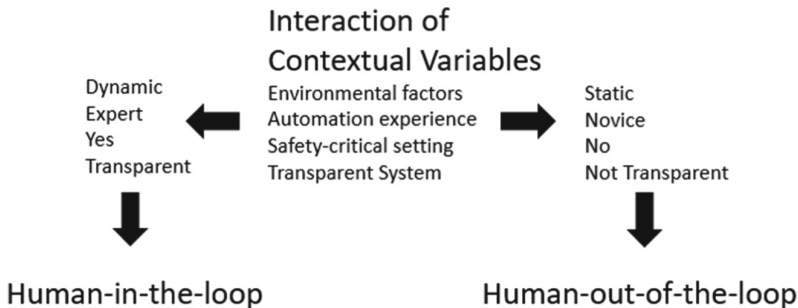 Interaction of
Contextual Variables
Dynamic
Expert
Yes
Transparent
Environmental factors
Automation experience
Safety-critical setting
Transparent System
Static
Novice
No
Not Transparent
Human-in-the-loop
Human-out-of-the-loop